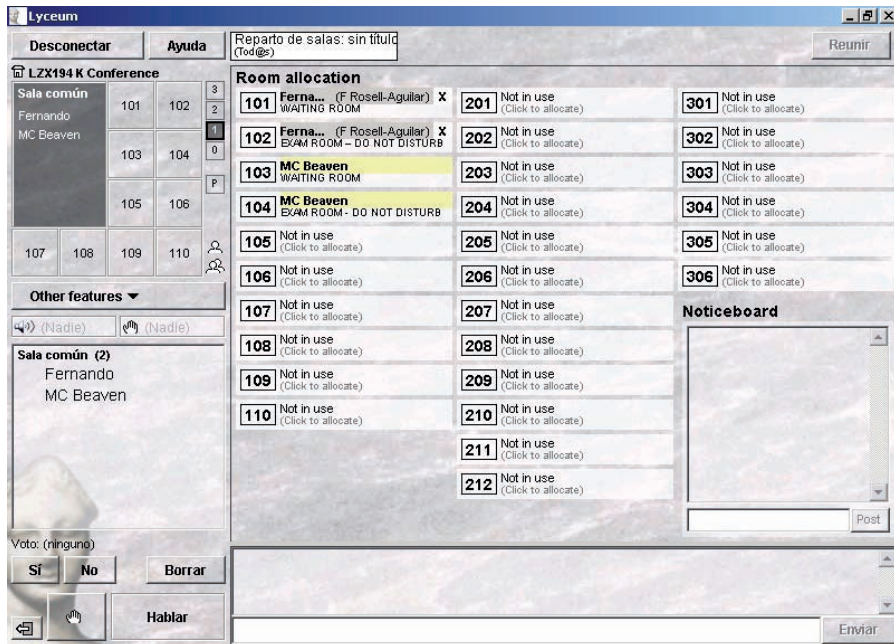 Lyceum
Desconectar
Ayuda
Reparto de salas: sin título
(Tod@s)
Reunir
LZX194 K Conference
Sala común
Fernando
MC Beaven
101
102
103
104
105
106
107
108
109
110
3
2
1
0
P
Other features
(Nadie)
(Nadie)
Sala común (2)
Fernando
MC Beaven
Voto: (ninguno)
Sí
No
Borrar
Hablar
Room allocation
101 Ferna... (F Rosell-Aguilar) X
WAITING ROOM
102 Ferna... (F Rosell-Aguilar) X
EXAM ROOM – DO NOT DISTURB
103 MC Beaven
WAITING ROOM
104 MC Beaven
EXAM ROOM - DO NOT DISTURB
105 Not in use
(Click to allocate)
106 Not in use
(Click to allocate)
107 Not in use
(Click to allocate)
108 Not in use
(Click to allocate)
109 Not in use
(Click to allocate)
110 Not in use
(Click to allocate)
201 Not in use
(Click to allocate)
202 Not in use
(Click to allocate)
203 Not in use
(Click to allocate)
204 Not in use
(Click to allocate)
205 Not in use
(Click to allocate)
206 Not in use
(Click to allocate)
207 Not in use
(Click to allocate)
208 Not in use
(Click to allocate)
209 Not in use
(Click to allocate)
210 Not in use
(Click to allocate)
211 Not in use
(Click to allocate)
212 Not in use
(Click to allocate)
301 Not in use
(Click to allocate)
302 Not in use
(Click to allocate)
303 Not in use
(Click to allocate)
304 Not in use
(Click to allocate)
305 Not in use
(Click to allocate)
306 Not in use
(Click to allocate)
Noticeboard
Post
Enviar